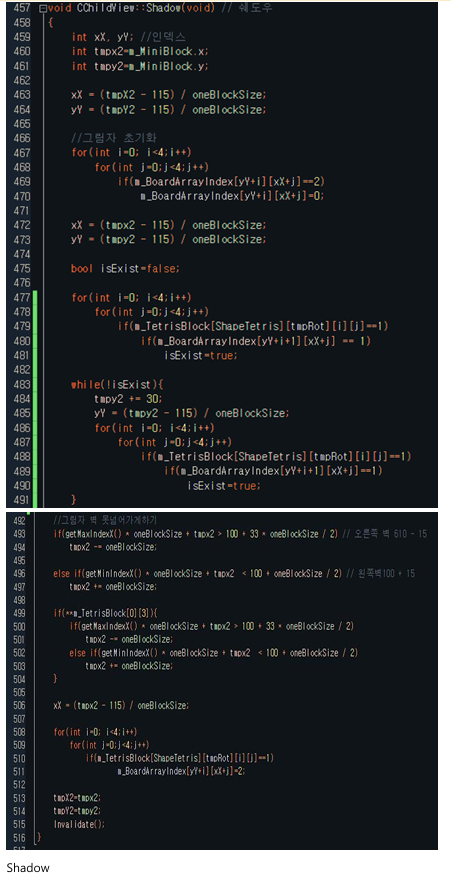 457 void CChildView::Shadow(void) // 쉐도우
458 {
459 int xX, yY; //인덱스
460 int tmpx2=m_MiniBlock.x;
461 int tmpy2=m_MiniBlock.y;
462
463 xX = (tmpX2 - 115) / oneBlockSize;
464 yY = (tmpY2 - 115) / oneBlockSize;
465
466 //그림자 초기화
467 for(int i=0; i<4;i++)
468 for(int j=0;j<4;j++)
469 if(m_BoardArrayIndex[yY+i][xX+j]==2)
470 m_BoardArrayIndex[yY+i][xX+j]=0;
471
472 xX = (tmpx2 - 115) / oneBlockSize;
473 yY = (tmpy2 - 115) / oneBlockSize;
474
475 bool isExist=false;
476
477 for(int i=0; i<4;i++)
478 for(int j=0;j<4;j++)
479 if(m_TetrisBlock[ShapeTetris][tmpRot][i][j]==1)
480 if(m_BoardArrayIndex[yY+i+1][xX+j] == 1)
481 isExist=true;
482
483 while(!isExist){
484 tmpy2 += 30;
485 yY = (tmpy2 - 115) / oneBlockSize;
486 for(int i=0; i<4;i++)
487 for(int j=0;j<4;j++)
488 if(m_TetrisBlock[ShapeTetris][tmpRot][i][j]==1)
489 if(m_BoardArrayIndex[yY+i+1][xX+j]==1)
490 isExist=true;
491 }
492 //그림자 벽 못넘어가게하기
493 if(getMaxIndexX() * oneBlockSize + tmpx2 > 100 + 33 * oneBlockSize / 2) // 오른쪽 벽 610 - 15
494 tmpx2 -= oneBlockSize;
495
496 else if(getMinIndexX() * oneBlockSize + tmpx2 < 100 + oneBlockSize / 2) // 왼쪽벽100 + 15
497 tmpx2 += oneBlockSize;
498
499 if(**m_TetrisBlock[0][3]){
500 if(getMaxIndexX() * oneBlockSize + tmpx2 > 100 + 33 * oneBlockSize / 2)
501 tmpx2 -= oneBlockSize;
502 else if(getMinIndexX() * oneBlockSize + tmpx2 < 100 + oneBlockSize / 2)
503 tmpx2 += oneBlockSize;
504 }
505
506 xX = (tmpx2 - 115) / oneBlockSize;
507
508 for(int i=0; i<4;i++)
509 for(int j=0;j<4;j++)
510 if(m_TetrisBlock[ShapeTetris][tmpRot][i][j]==1)
511 m_BoardArrayIndex[yY+i][xX+j]=2;
512
513 tmpX2=tmpx2;
514 tmpY2=tmpy2;
515 Invalidate();
516 }
517
Shadow